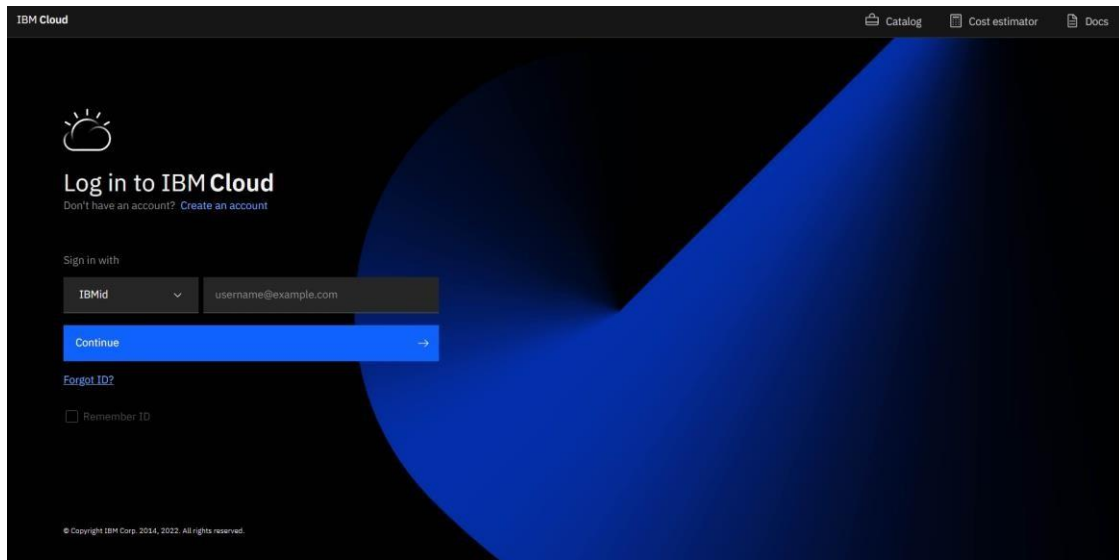 IBM Cloud Catalog Cost estimator Docs
Log in to IBM Cloud
Don't have an account? Create an account
Sign in with
IBMid username@example.com
Continue
Forgot ID?
Remember ID
© Copyright IBM Corp. 2014, 2022. All rights reserved.